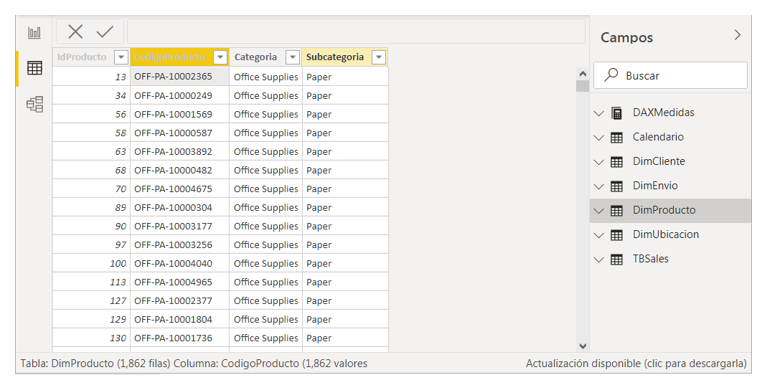 IdProducto CodigoProducto Categoria Subcategoria
13 OFF-PA-10002365 Office Supplies Paper
34 OFF-PA-10000249 Office Supplies Paper
56 OFF-PA-10001569 Office Supplies Paper
58 OFF-PA-10000587 Office Supplies Paper
63 OFF-PA-10003892 Office Supplies Paper
68 OFF-PA-10000482 Office Supplies Paper
70 OFF-PA-10004675 Office Supplies Paper
89 OFF-PA-10000304 Office Supplies Paper
90 OFF-PA-10003177 Office Supplies Paper
97 OFF-PA-10003256 Office Supplies Paper
100 OFF-PA-10004040 Office Supplies Paper
113 OFF-PA-10004965 Office Supplies Paper
127 OFF-PA-10002377 Office Supplies Paper
129 OFF-PA-10001804 Office Supplies Paper
130 OFF-PA-10001736 Office Supplies Paper
Campos
Buscar
DAXMedidas
Calendario
DimCliente
DimEnvio
DimProducto
DimUbicacion
TBSales
Tabla: DimProducto (1,862 filas) Columna: CodigoProducto (1,862 valores
Actualización disponible (clic para descargarla)